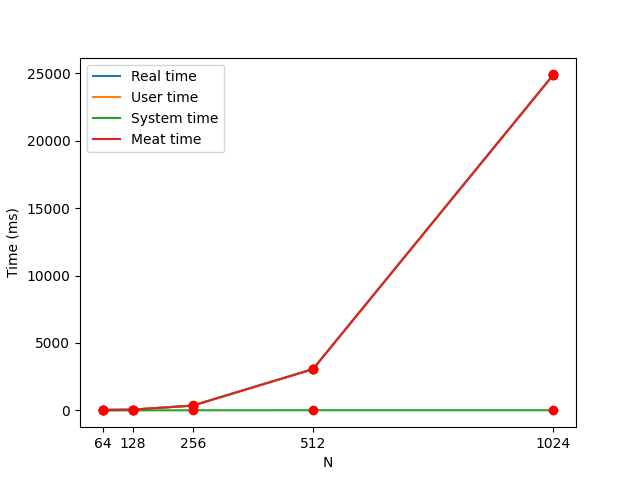 25000
20000
15000
10000
5000
0
Time (ms)
Real time
User time
System time
Meat time
64 128 256 512 1024
N